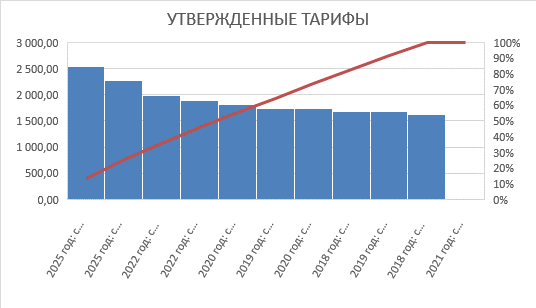 УТВЕРЖДЕННЫЕ ТАРИФЫ
3 000,00
2 500,00
2 000,00
1 500,00
1 000,00
500,00
0,00
100%
90%
80%
70%
60%
50%
40%
30%
20%
10%
0%
2025 год: с...
2025 год: с...
2022 год: с...
2022 год: с...
2020 год: с...
2019 год: с...
2020 год: с...
2018 год: с...
2019 год: с...
2018 год: с...
2021 год: с...